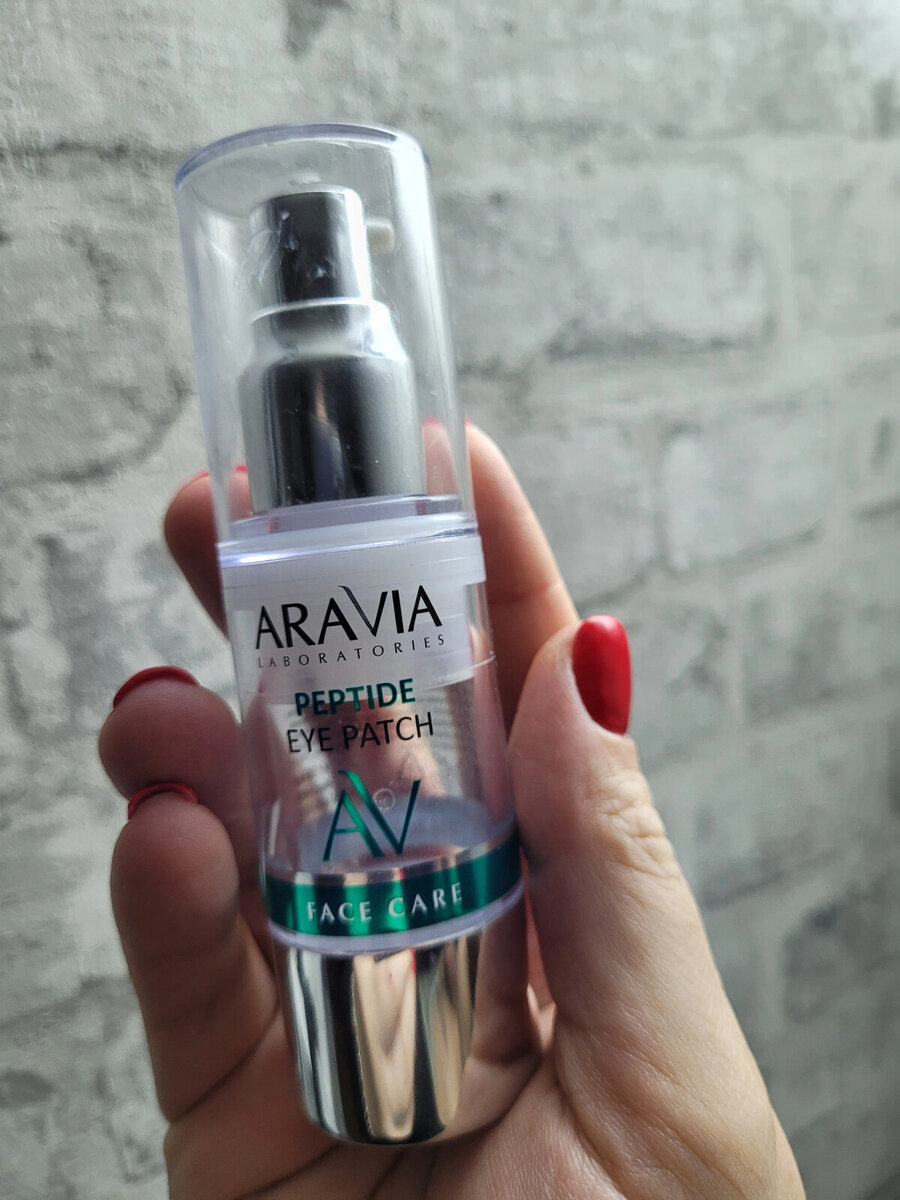 ARAVIA
LABORATORIES
PEPTIDE
EYE PATCH
AV
FACE CARE